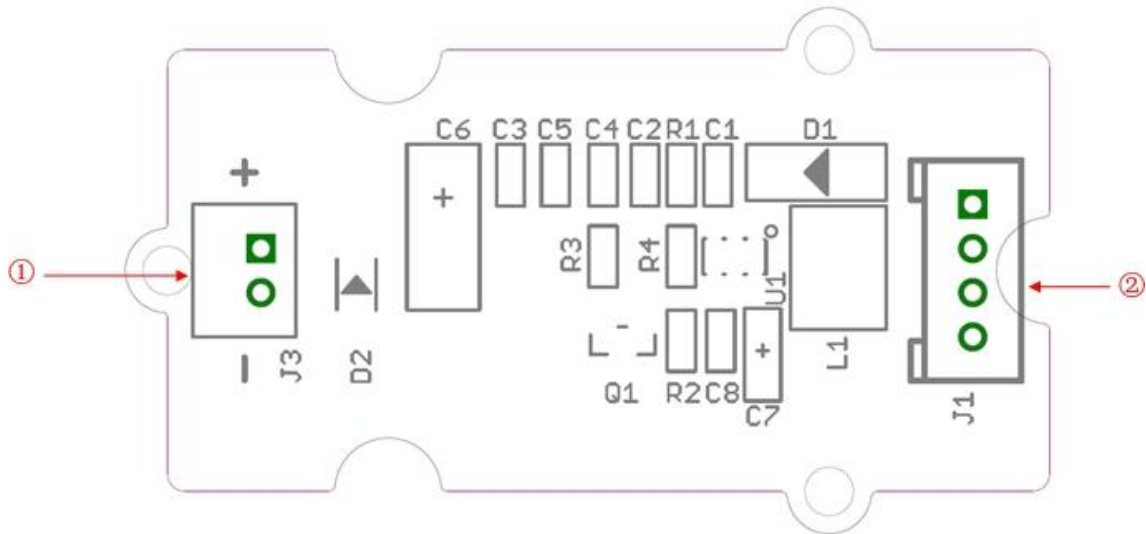 C6 C3 C5 C4 C2 R1 C1 D1
+
+
R3 R4
① ②
U1
+
-
J3 D2 L1
Q1 R2 C8 C7 J1
-